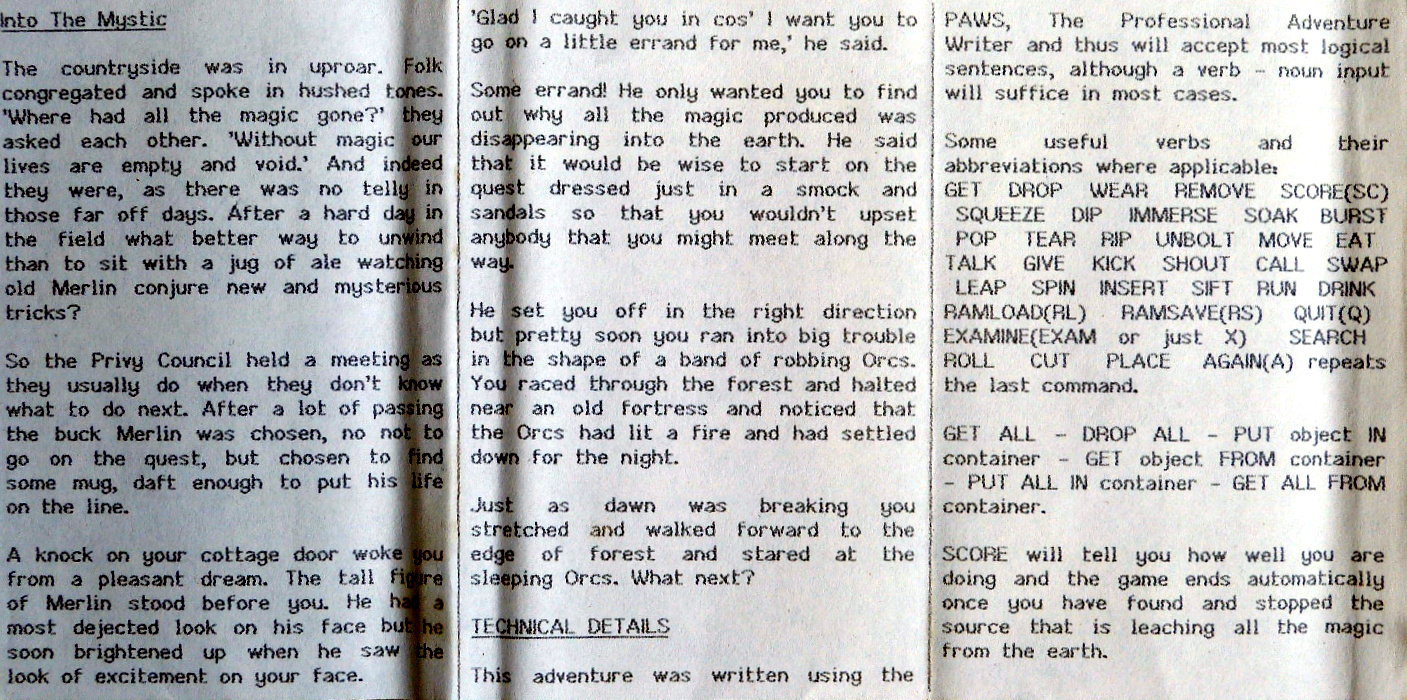 Into The Mystic
The countryside was in uproar. Folk
congregated and spoke in hushed tones.
'Where had all the magic gone?' they
asked each other. 'Without magic our
lives are empty and void.' And indeed
they were, as there was no telly in
those far off days. After a hard day in
the field what better way to unwind
than to sit with a jug of ale watching
old Merlin conjure new and mysterious
tricks?
So the Privy Council held a meeting as
they usually do when they don't know
what to do next. After a lot of passing
the buck Merlin was chosen, no not to
go on the quest, but chosen to find
some mug, daft enough to put his life
on the line.
A knock on your cottage door woke you
from a pleasant dream. The tall figure
of Merlin stood before you. He had a
most dejected look on his face but he
soon brightened up when he saw the
look of excitement on your face.
'Glad I caught you in cos' I want you to
go on a little errand for me,' he said.
Some errand! He only wanted you to find
out why all the magic produced was
disappearing into the earth. He said
that it would be wise to start on the
quest dressed just in a smock and
sandals so that you wouldn't upset
anybody that you might meet along the
way.
He set you off in the right direction
but pretty soon you ran into big trouble
in the shape of a band of robbing Orcs.
You raced through the forest and halted
near an old fortress and noticed that
the Orcs had lit a fire and had settled
down for the night.
Just as dawn was breaking you
stretched and walked forward to the
edge of forest and stared at the
sleeping Orcs. What next?
TECHNICAL DETAILS
This adventure was written using the
PAWS, The Professional Adventure
Writer and thus will accept most logical
sentences, although a verb - noun input
will suffice in most cases.
Some useful verbs and their
abbreviations where applicable:
GET DROP WEAR REMOVE SCORE(SC)
SQUEEZE DIP IMMERSE SOAK BURST
POP TEAR RIP UNBOLT MOVE EAT
TALK GIVE KICK SHOUT CALL SWAP
LEAP SPIN INSERT SIFT RUN DRINK
RAMLOAD(RL) RAMSAVE(RS) QUIT(Q)
EXAMINE(EXAM or just X) SEARCH
ROLL CUT PLACE AGAIN(A) repeats
the last command.
GET ALL - DROP ALL - PUT object IN
container - GET object FROM container
- PUT ALL IN container - GET ALL FROM
container.
SCORE will tell you how well you are
doing and the game ends automatically
once you have found and stopped the
source that is leaching all the magic
from the earth.